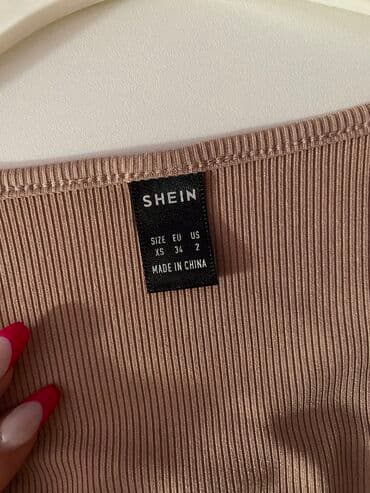 SHEIN
SIZE EU US
XS 34 2
MADE IN CHINA